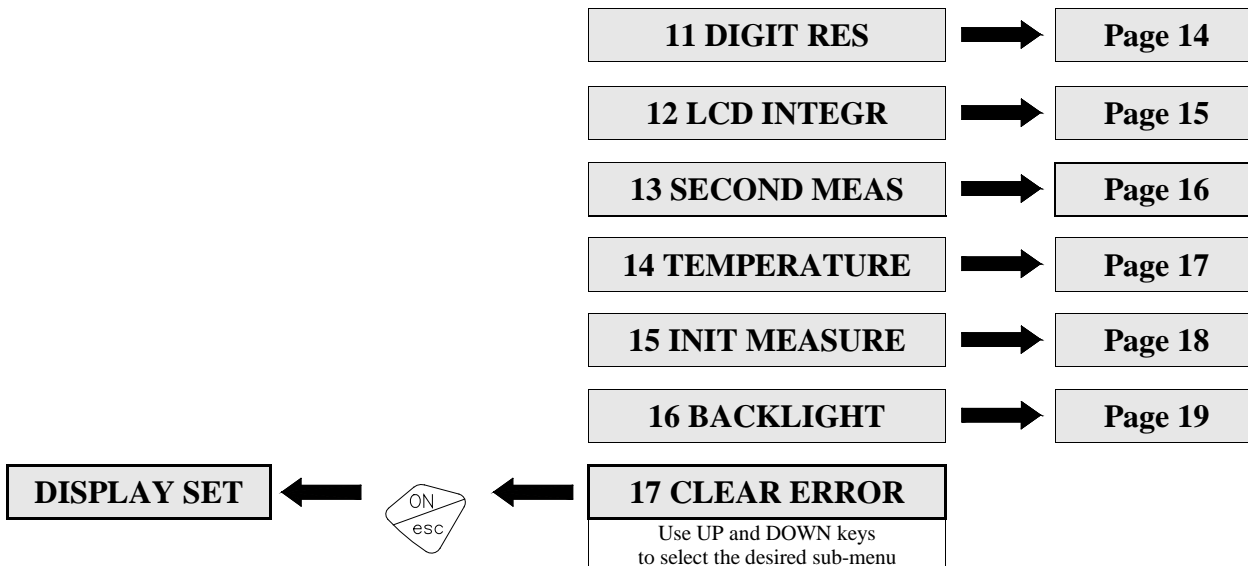 11 DIGIT RES
Page 14
12 LCD INTEGR
Page 15
13 SECOND MEAS
Page 16
14 TEMPERATURE
Page 17
15 INIT MEASURE
Page 18
16 BACKLIGHT
Page 19
DISPLAY SET
ON
esc
17 CLEAR ERROR
Use UP and DOWN keys
to select the desired sub-menu